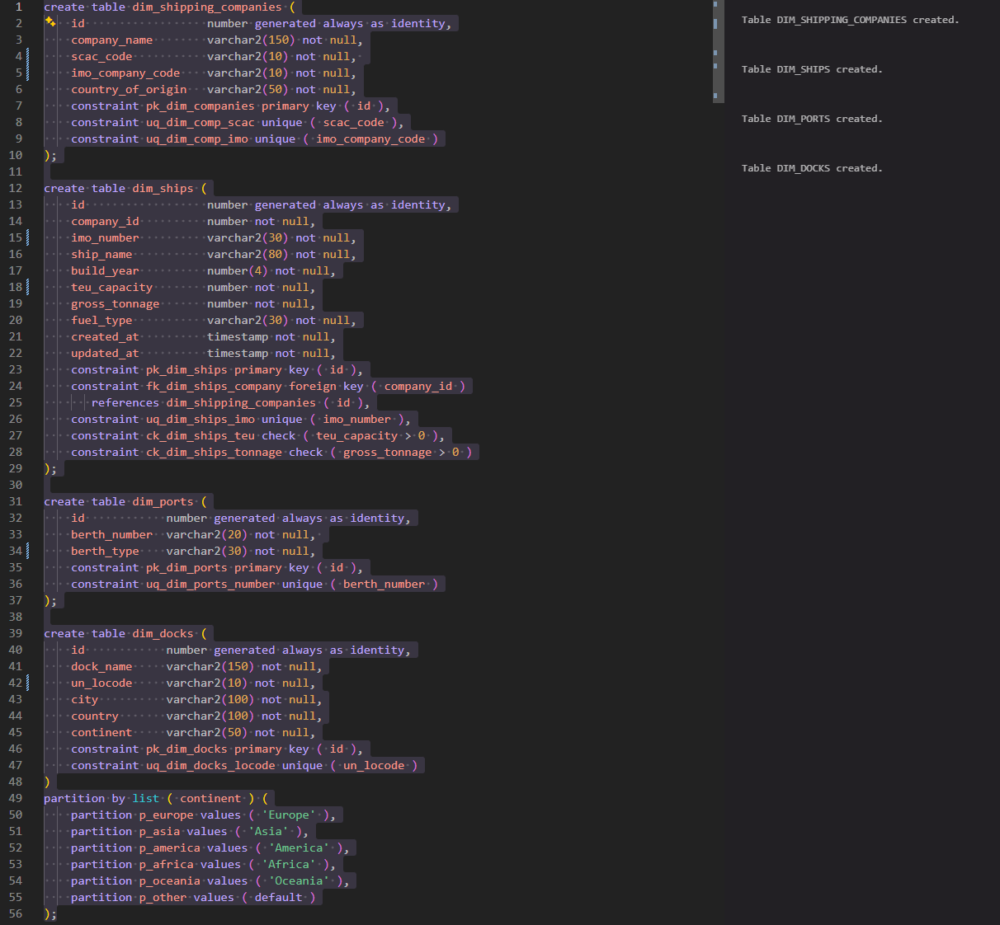 1 create table dim_shipping_companies (
2 id number generated always as identity,
3 company_name varchar2(150) not null,
4 scac_code varchar2(10) not null,
5 imo_company_code varchar2(10) not null,
6 country_of_origin varchar2(50) not null,
7 constraint pk_dim_companies primary key ( id ),
8 constraint uq_dim_comp_scac unique ( scac_code ),
9 constraint uq_dim_comp_imo unique ( imo_company_code )
10 );
11
12 create table dim_ships (
13 id number generated always as identity,
14 company_id number not null,
15 imo_number varchar2(30) not null,
16 ship_name varchar2(80) not null,
17 build_year number(4) not null,
18 teu_capacity number not null,
19 gross_tonnage number not null,
20 fuel_type varchar2(30) not null,
21 created_at timestamp not null,
22 updated_at timestamp not null,
23 constraint pk_dim_ships primary key ( id ),
24 constraint fk_dim_ships_company foreign key ( company_id )
25 references dim_shipping_companies ( id ),
26 constraint uq_dim_ships_imo unique ( imo_number ),
27 constraint ck_dim_ships_teu check ( teu_capacity > 0 ),
28 constraint ck_dim_ships_tonnage check ( gross_tonnage > 0 )
29 );
30
31 create table dim_ports (
32 id number generated always as identity,
33 berth_number varchar2(20) not null,
34 berth_type varchar2(30) not null,
35 constraint pk_dim_ports primary key ( id ),
36 constraint uq_dim_ports_number unique ( berth_number )
37 );
38
39 create table dim_docks (
40 id number generated always as identity,
41 dock_name varchar2(150) not null,
42 un_locode varchar2(10) not null,
43 city varchar2(100) not null,
44 country varchar2(100) not null,
45 continent varchar2(50) not null,
46 constraint pk_dim_docks primary key ( id ),
47 constraint uq_dim_docks_locode unique ( un_locode )
48 )
49 partition by list ( continent ) (
50 partition p_europe values ( 'Europe' ),
51 partition p_asia values ( 'Asia' ),
52 partition p_america values ( 'America' ),
53 partition p_africa values ( 'Africa' ),
54 partition p_oceania values ( 'Oceania' ),
55 partition p_other values ( default )
56 );
Table DIM_SHIPPING_COMPANIES created.
Table DIM_SHIPS created.
Table DIM_PORTS created.
Table DIM_DOCKS created.